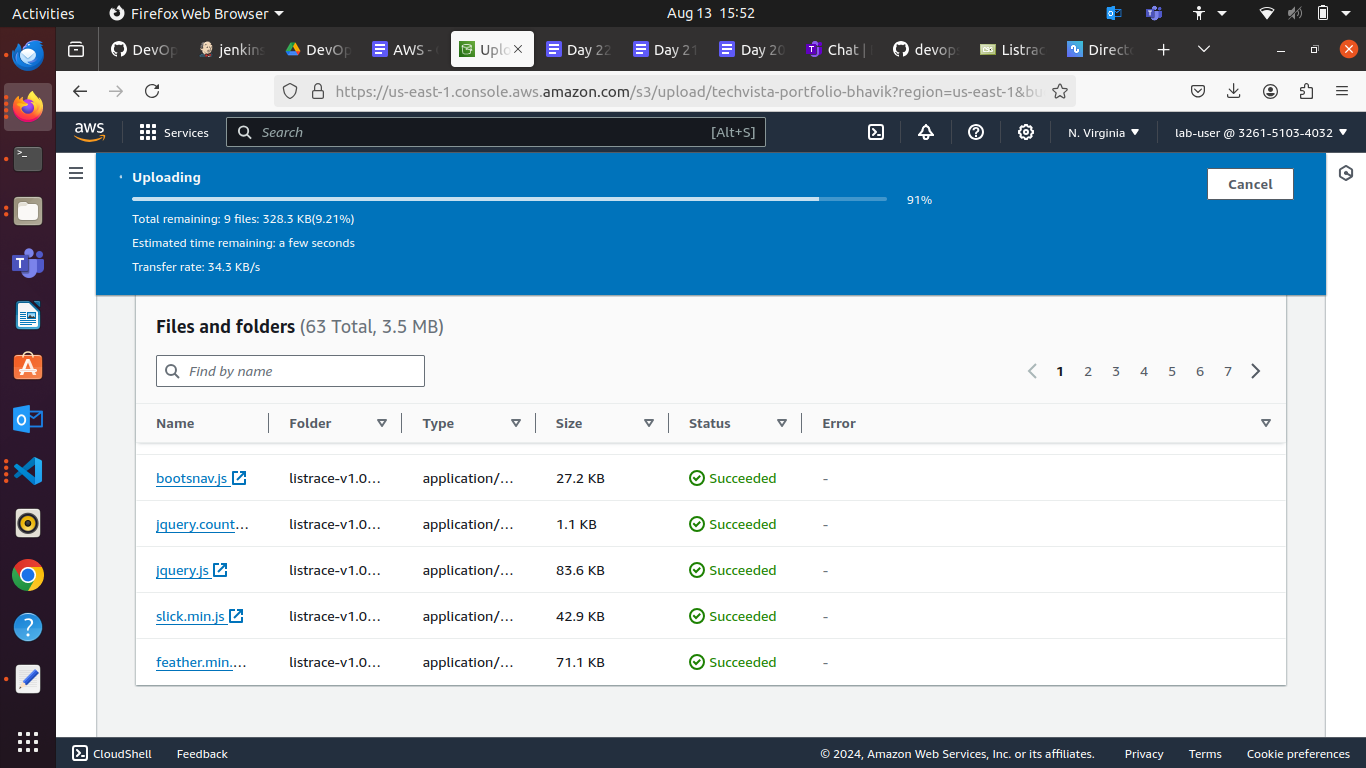 Activities Firefox Web Browser Aug 13 15:52
DevOp jenkins DevOp AWS - Uplo Day 22 Day 21 Day 20 Chat | devops Listrac Directo
https://us-east-1.console.aws.amazon.com/s3/upload/techvista-portfolio-bhavik?region=us-east-1&bu
aws Services Search [Alt+S] N. Virginia lab-user @ 3261-5103-4032
Uploading
Cancel
91%
Total remaining: 9 files: 328.3 KB(9.21%)
Estimated time remaining: a few seconds
Transfer rate: 34.3 KB/s
Files and folders (63 Total, 3.5 MB)
Find by name 1 2 3 4 5 6 7
Name Folder Type Size Status Error
bootsnav.js listrace-v1.0… application/… 27.2 KB Succeeded -
jquery.count… listrace-v1.0… application/… 1.1 KB Succeeded -
jquery.js listrace-v1.0… application/… 83.6 KB Succeeded -
slick.min.js listrace-v1.0… application/… 42.9 KB Succeeded -
feather.min.… listrace-v1.0… application/… 71.1 KB Succeeded -
CloudShell Feedback © 2024, Amazon Web Services, Inc. or its affiliates. Privacy Terms Cookie preferences